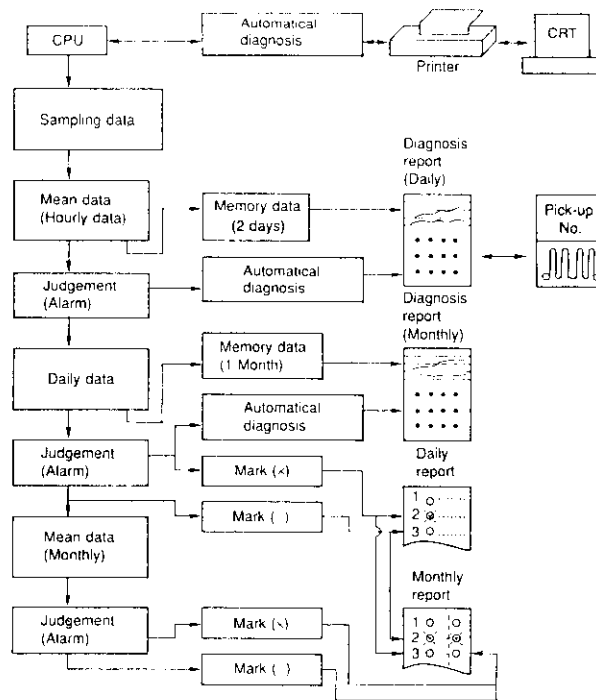 CPU
Automatical
diagnosis
Printer
CRT
Sampling data
Mean data
(Hourly data)
Memory data
(2 days)
Diagnosis
report
(Daily)
Pick-up
No.
Judgement
(Alarm)
Automatical
diagnosis
Diagnosis
report
(Monthly)
Daily data
Memory data
(1 Month)
Automatical
diagnosis
Judgement
(Alarm)
Mark (×)
Daily
report
1
2
3
Mark ( )
Mean data
(Monthly)
Monthly
report
1
2
3
Judgement
(Alarm)
Mark (×)
Mark ( )